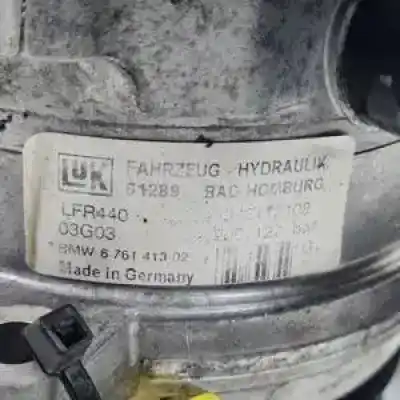 LuK FAHRZEUG - HYDRAULIK
61289 BAD HOMBURG
LFR440
03G03
BMW 6 761 413 02
Made in Germany